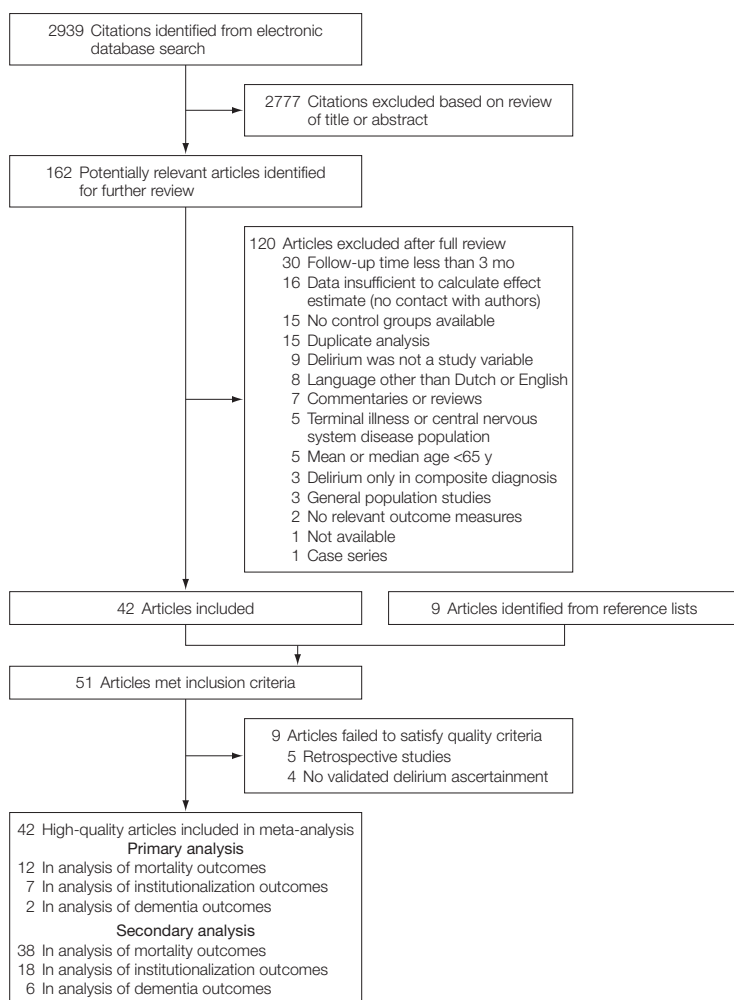 2939 Citations identified from electronic
database search
2777 Citations excluded based on review
of title or abstract
162 Potentially relevant articles identified
for further review
120 Articles excluded after full review
30 Follow-up time less than 3 mo
16 Data insufficient to calculate effect
estimate (no contact with authors)
15 No control groups available
15 Duplicate analysis
9 Delirium was not a study variable
8 Language other than Dutch or English
7 Commentaries or reviews
5 Terminal illness or central nervous
system disease population
5 Mean or median age <65 y
3 Delirium only in composite diagnosis
3 General population studies
2 No relevant outcome measures
1 Not available
1 Case series
42 Articles included
9 Articles identified from reference lists
51 Articles met inclusion criteria
9 Articles failed to satisfy quality criteria
5 Retrospective studies
4 No validated delirium ascertainment
42 High-quality articles included in meta-analysis
Primary analysis
12 In analysis of mortality outcomes
7 In analysis of institutionalization outcomes
2 In analysis of dementia outcomes
Secondary analysis
38 In analysis of mortality outcomes
18 In analysis of institutionalization outcomes
6 In analysis of dementia outcomes